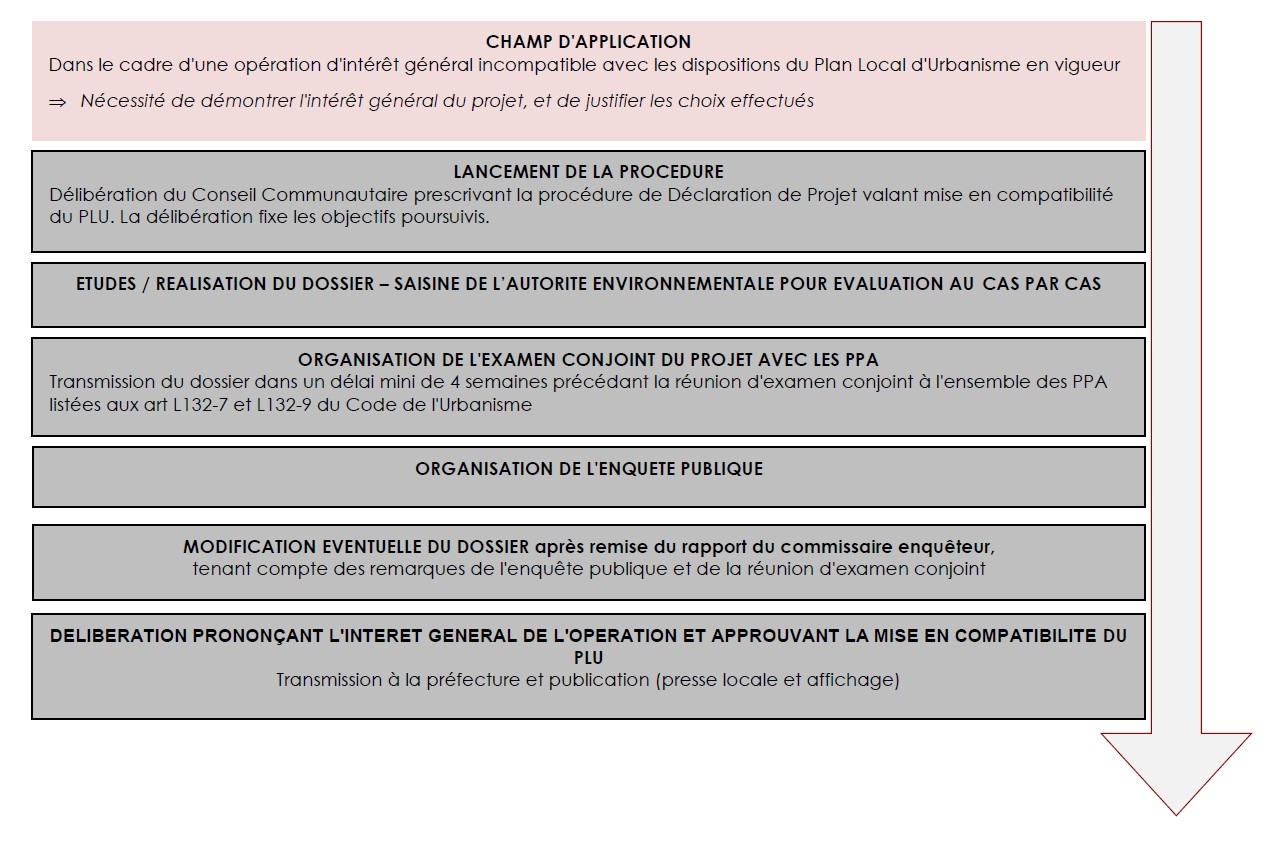 CHAMP D'APPLICATION
Dans le cadre d'une opération d'intérêt général incompatible avec les dispositions du Plan Local d'Urbanisme en vigueur
⇒ Nécessité de démontrer l'intérêt général du projet, et de justifier les choix effectués
LANCEMENT DE LA PROCEDURE
Délibération du Conseil Communautaire prescrivant la procédure de Déclaration de Projet valant mise en compatibilité
du PLU. La délibération fixe les objectifs poursuivis.
ETUDES / REALISATION DU DOSSIER – SAISINE DE L'AUTORITE ENVIRONNEMENTALE POUR EVALUATION AU CAS PAR CAS
ORGANISATION DE L'EXAMEN CONJOINT DU PROJET AVEC LES PPA
Transmission du dossier dans un délai mini de 4 semaines précédant la réunion d'examen conjoint à l'ensemble des PPA
listées aux art L132-7 et L132-9 du Code de l'Urbanisme
ORGANISATION DE L'ENQUETE PUBLIQUE
MODIFICATION EVENTUELLE DU DOSSIER après remise du rapport du commissaire enquêteur,
tenant compte des remarques de l'enquête publique et de la réunion d'examen conjoint
DELIBERATION PRONONÇANT L'INTERET GENERAL DE L'OPERATION ET APPROUVANT LA MISE EN COMPATIBILITE DU
PLU
Transmission à la préfecture et publication (presse locale et affichage)